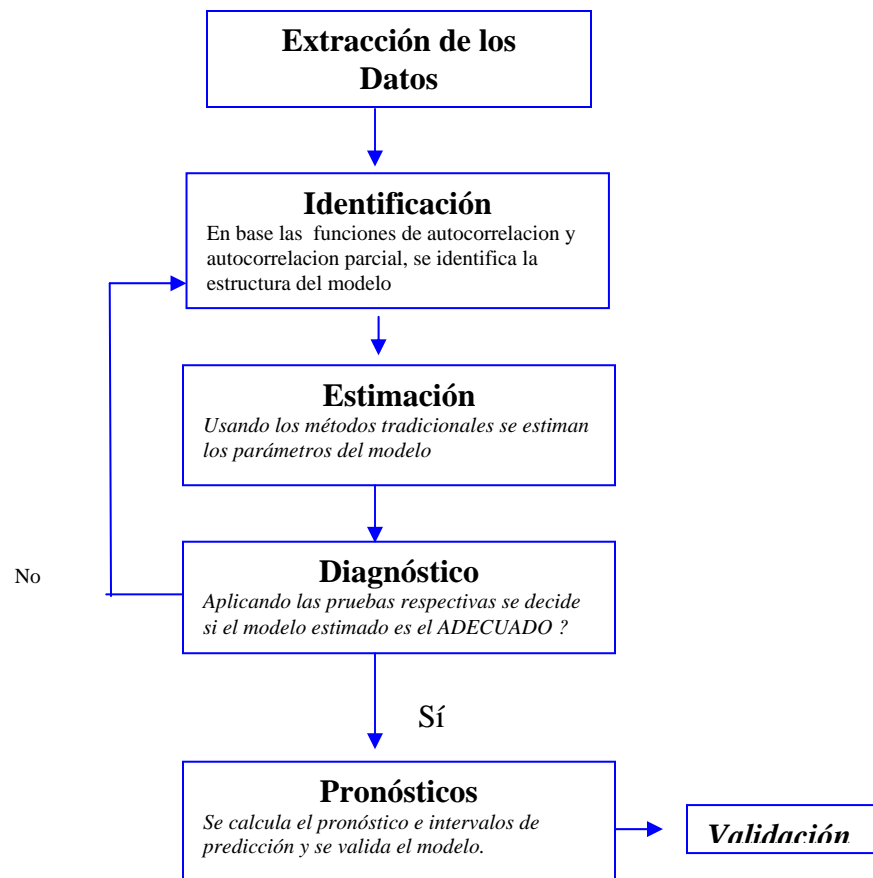 Extracción de los
Datos
Identificación
En base las funciones de autocorrelacion y
autocorrelacion parcial, se identifica la
estructura del modelo
Estimación
Usando los métodos tradicionales se estiman
los parámetros del modelo
No
Diagnóstico
Aplicando las pruebas respectivas se decide
si el modelo estimado es el ADECUADO ?
Sí
Pronósticos
Se calcula el pronóstico e intervalos de
predicción y se valida el modelo.
Validación